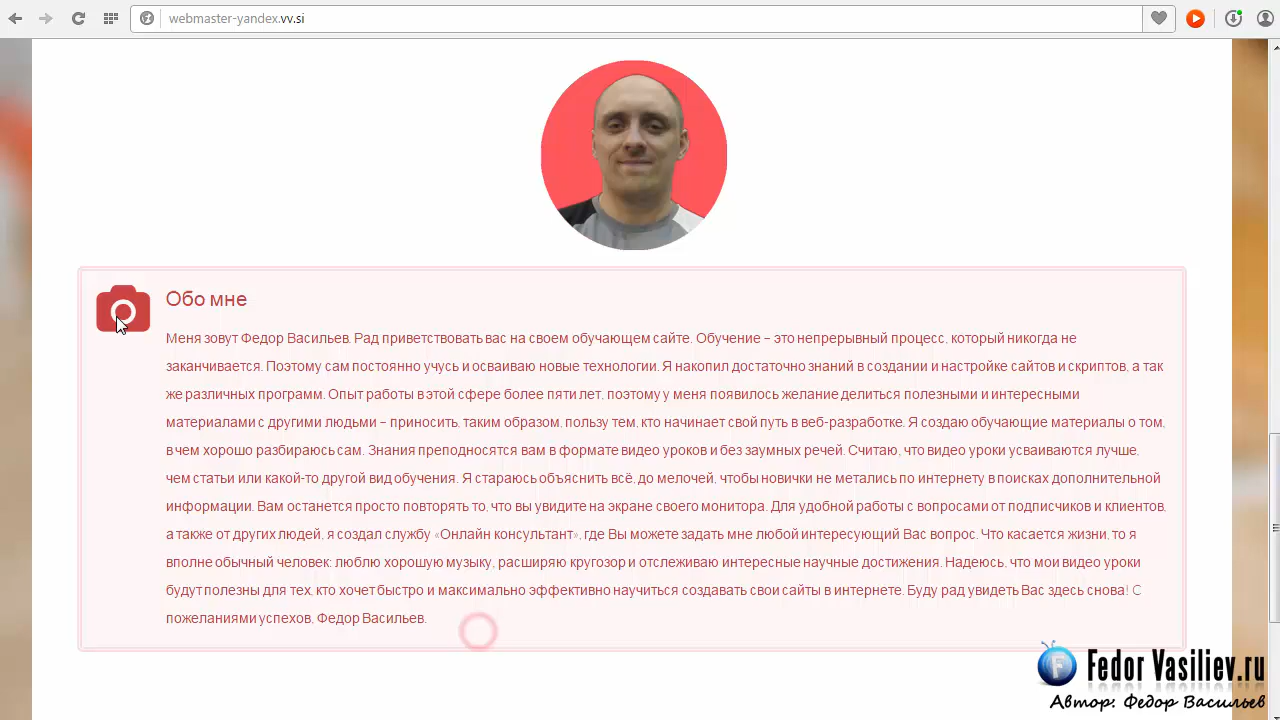 webmaster-yandex.vv.si
Обо мне
Меня зовут Федор Васильев. Рад приветствовать вас на своем обучающем сайте. Обучение – это непрерывный процесс, который никогда не
заканчивается. Поэтому сам постоянно учусь и осваиваю новые технологии. Я накопил достаточно знаний в создании и настройке сайтов и скриптов, а так
же различных программ. Опыт работы в этой сфере более пяти лет, поэтому у меня появилось желание делиться полезными и интересными
материалами с другими людьми – приносить, таким образом, пользу тем, кто начинает свой путь в веб-разработке. Я создаю обучающие материалы о том,
в чем хорошо разбираюсь сам. Знания преподносятся вам в формате видео уроков и без заумных речей. Считаю, что видео уроки усваиваются лучше,
чем статьи или какой-то другой вид обучения. Я стараюсь объяснить всё, до мелочей, чтобы новички не метались по интернету в поисках дополнительной
информации. Вам останется просто повторять то, что вы увидите на экране своего монитора. Для удобной работы с вопросами от подписчиков и клиентов,
а также от других людей, я создал службу «Онлайн консультант», где Вы можете задать мне любой интересующий Вас вопрос. Что касается жизни, то я
вполне обычный человек: люблю хорошую музыку, расширяю кругозор и отслеживаю интересные научные достижения. Надеюсь, что мои видео уроки
будут полезны для тех, кто хочет быстро и максимально эффективно научиться создавать свои сайты в интернете. Буду рад увидеть Вас здесь снова! С
пожеланиями успехов, Федор Васильев.
Fedor Vasiliev.ru
Автор: Федор Васильев